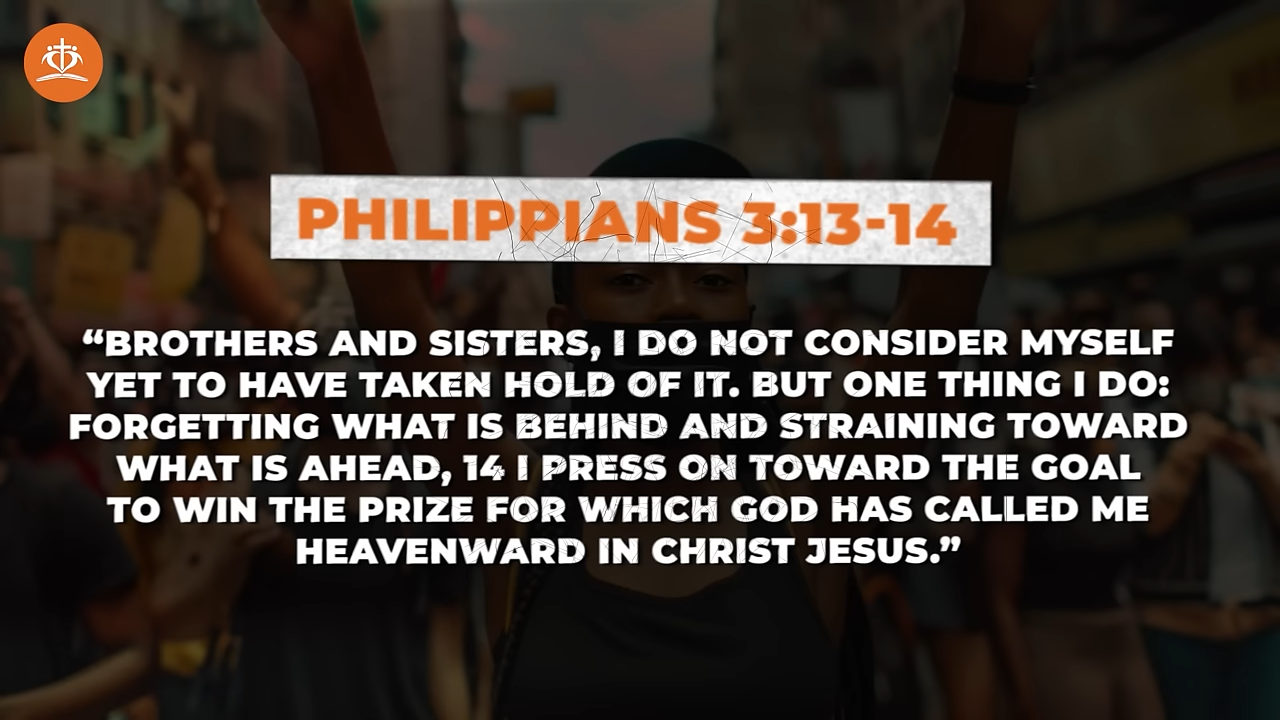 PHILIPPIANS 3:13-14
“BROTHERS AND SISTERS, I DO NOT CONSIDER MYSELF
YET TO HAVE TAKEN HOLD OF IT. BUT ONE THING I DO:
FORGETTING WHAT IS BEHIND AND STRAINING TOWARD
WHAT IS AHEAD, 14 I PRESS ON TOWARD THE GOAL
TO WIN THE PRIZE FOR WHICH GOD HAS CALLED ME
HEAVENWARD IN CHRIST JESUS.”